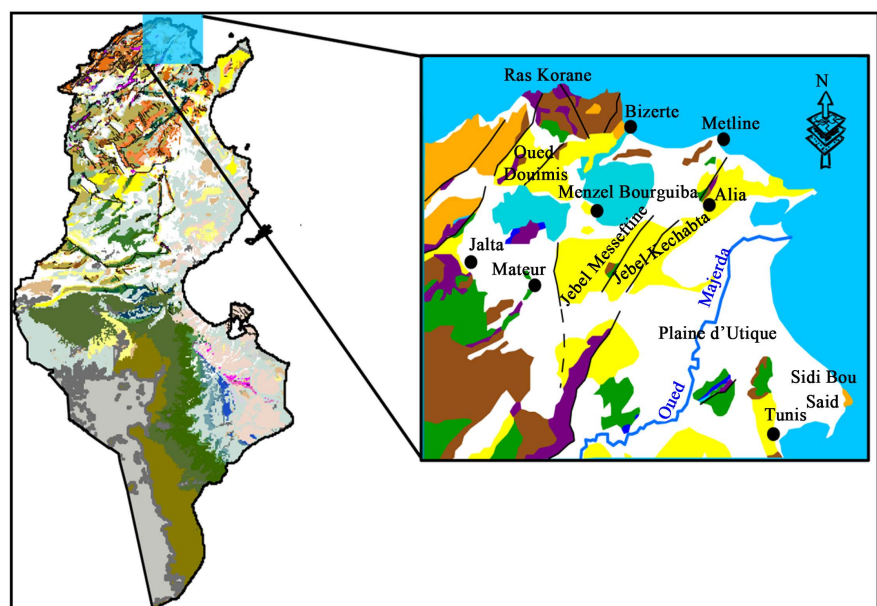 Ras Korane
N
Bizerte
Metline
Oued
Douimis
Menzel Bourguiba
Alia
Jebel Messeftine
Jebel Kechabta
Jalta
Mateur
Majerda
Plaine d'Utique
Sidi Bou
Said
Oued
Tunis